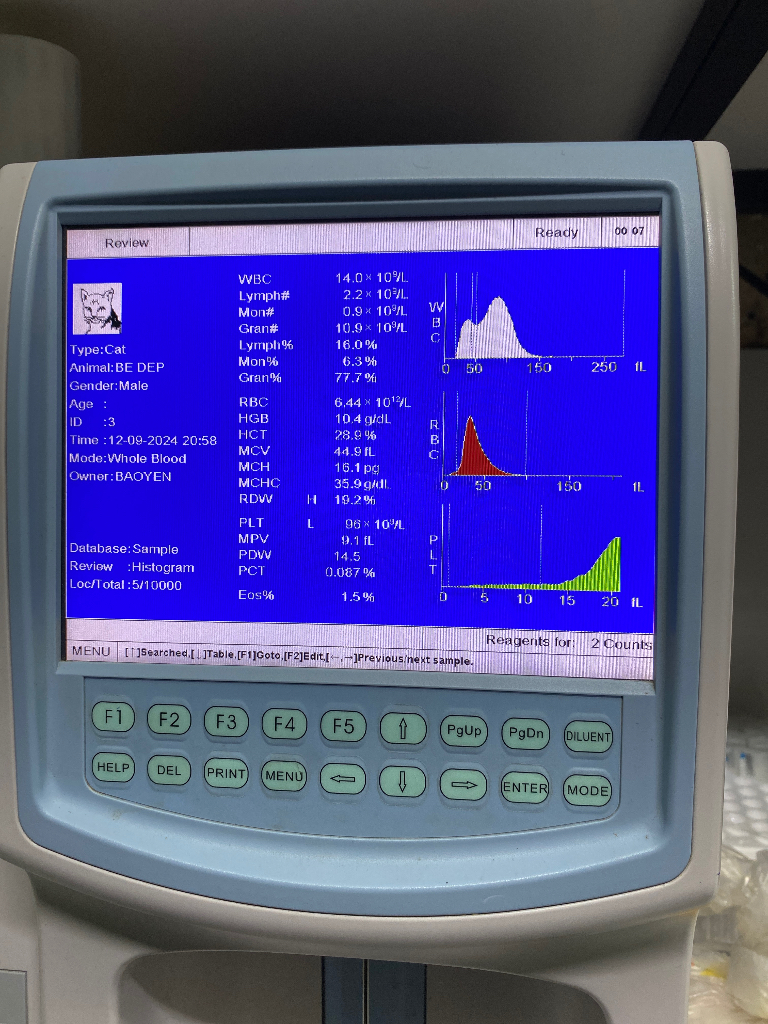 Review Ready 00 07
WBC 14.0 × 10⁹/L
Lymph# 2.2 × 10⁹/L
Mon# 0.9 × 10⁹/L
Gran# 10.9 × 10⁹/L
Lymph% 16.0 %
Mon% 6.3 %
Gran% 77.7 %
RBC 6.44 × 10¹²/L
HGB 10.4 g/dL
HCT 28.9 %
MCV 44.9 fL
MCH 16.1 pg
MCHC 35.9 g/dL
RDW H 19.2 %
PLT L 96 × 10⁹/L
MPV 9.1 fL
PDW 14.5
PCT 0.087 %
Eos% 1.5 %
Type:Cat
Animal:BE DEP
Gender:Male
Age :
ID :3
Time :12-09-2024 20:58
Mode:Whole Blood
Owner:BAOYEN
Database:Sample
Review :Histogram
Loc/Total :5/10000
WBC
0 50 150 250 fL
RBC
0 50 150 fL
PLT
0 5 10 15 20 fL
Reagents for: 2 Counts
MENU [↑]Searched,[↓]Table,[F1]Goto,[F2]Edit,[←,→]Previous/next sample.
F1 F2 F3 F4 F5 ⇧ PgUp PgDn DILUENT
HELP DEL PRINT MENU ⇦ ⇩ ⇨ ENTER MODE